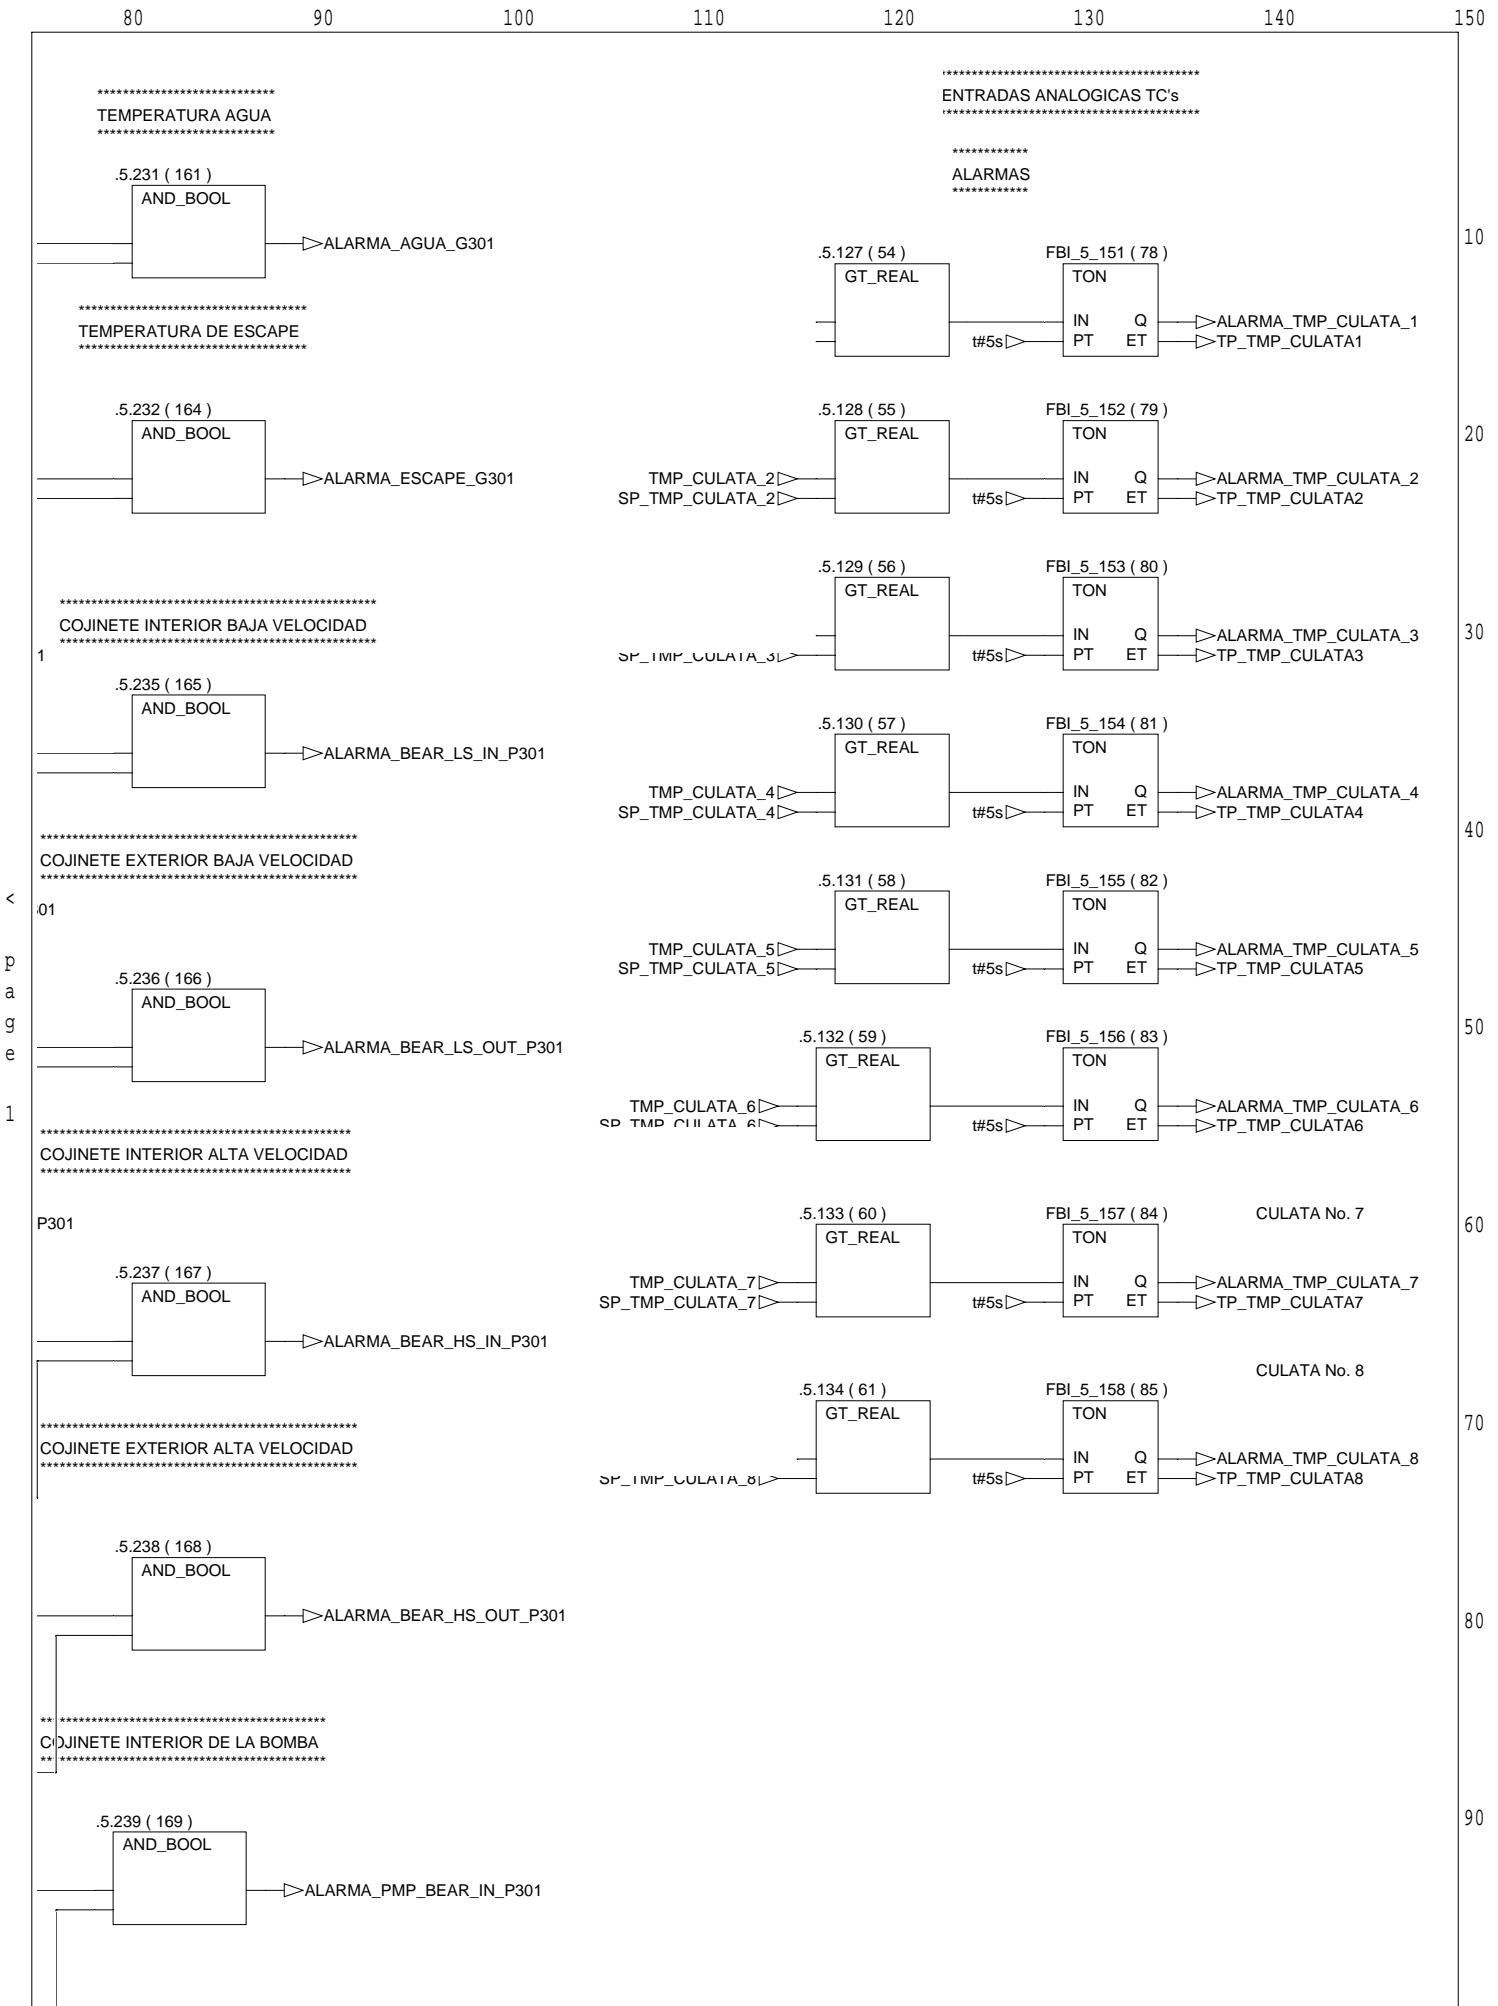 80 90 100 110 120 130 140 150
***************************
TEMPERATURA AGUA
***************************
.5.231 ( 161 )
AND_BOOL
ALARMA_AGUA_G301
***********************************
TEMPERATURA DE ESCAPE
***********************************
.5.232 ( 164 )
AND_BOOL
ALARMA_ESCAPE_G301
*************************************************
COJINETE INTERIOR BAJA VELOCIDAD
*************************************************
1
.5.235 ( 165 )
AND_BOOL
ALARMA_BEAR_LS_IN_P301
*************************************************
COJINETE EXTERIOR BAJA VELOCIDAD
*************************************************
01
.5.236 ( 166 )
AND_BOOL
ALARMA_BEAR_LS_OUT_P301
************************************************
COJINETE INTERIOR ALTA VELOCIDAD
************************************************
P301
.5.237 ( 167 )
AND_BOOL
ALARMA_BEAR_HS_IN_P301
*************************************************
COJINETE EXTERIOR ALTA VELOCIDAD
*************************************************
.5.238 ( 168 )
AND_BOOL
ALARMA_BEAR_HS_OUT_P301
********************************************
COJINETE INTERIOR DE LA BOMBA
********************************************
.5.239 ( 169 )
AND_BOOL
ALARMA_PMP_BEAR_IN_P301
****************************************
ENTRADAS ANALOGICAS TC's
****************************************
************
ALARMAS
************
.5.127 ( 54 ) FBI_5_151 ( 78 )
GT_REAL TON
IN Q ALARMA_TMP_CULATA_1
t#5s PT ET TP_TMP_CULATA1
.5.128 ( 55 ) FBI_5_152 ( 79 )
GT_REAL TON
TMP_CULATA_2 IN Q ALARMA_TMP_CULATA_2
SP_TMP_CULATA_2 t#5s PT ET TP_TMP_CULATA2
.5.129 ( 56 ) FBI_5_153 ( 80 )
GT_REAL TON
IN Q ALARMA_TMP_CULATA_3
SP_TMP_CULATA_3 t#5s PT ET TP_TMP_CULATA3
.5.130 ( 57 ) FBI_5_154 ( 81 )
GT_REAL TON
TMP_CULATA_4 IN Q ALARMA_TMP_CULATA_4
SP_TMP_CULATA_4 t#5s PT ET TP_TMP_CULATA4
.5.131 ( 58 ) FBI_5_155 ( 82 )
GT_REAL TON
TMP_CULATA_5 IN Q ALARMA_TMP_CULATA_5
SP_TMP_CULATA_5 t#5s PT ET TP_TMP_CULATA5
.5.132 ( 59 ) FBI_5_156 ( 83 )
GT_REAL TON
TMP_CULATA_6 IN Q ALARMA_TMP_CULATA_6
SP_TMP_CULATA_6 t#5s PT ET TP_TMP_CULATA6
.5.133 ( 60 ) FBI_5_157 ( 84 ) CULATA No. 7
GT_REAL TON
TMP_CULATA_7 IN Q ALARMA_TMP_CULATA_7
SP_TMP_CULATA_7 t#5s PT ET TP_TMP_CULATA7
CULATA No. 8
.5.134 ( 61 ) FBI_5_158 ( 85 )
GT_REAL TON
IN Q ALARMA_TMP_CULATA_8
SP_TMP_CULATA_8 t#5s PT ET TP_TMP_CULATA8
10
20
30
40
50
60
70
80
90
< page 1